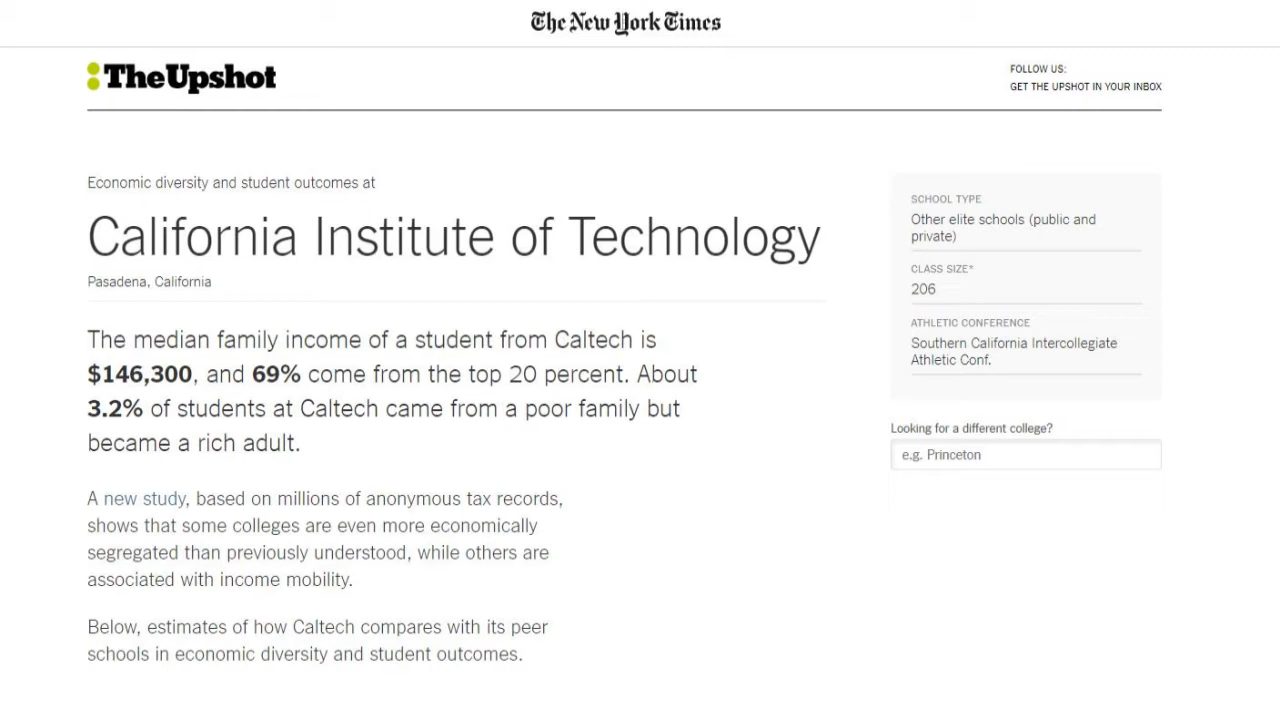 The New York Times
TheUpshot
FOLLOW US:
GET THE UPSHOT IN YOUR INBOX
Economic diversity and student outcomes at
California Institute of Technology
Pasadena, California
The median family income of a student from Caltech is
$146,300, and 69% come from the top 20 percent. About
3.2% of students at Caltech came from a poor family but
became a rich adult.
A new study, based on millions of anonymous tax records,
shows that some colleges are even more economically
segregated than previously understood, while others are
associated with income mobility.
Below, estimates of how Caltech compares with its peer
schools in economic diversity and student outcomes.
SCHOOL TYPE
Other elite schools (public and
private)
CLASS SIZE*
206
ATHLETIC CONFERENCE
Southern California Intercollegiate
Athletic Conf.
Looking for a different college?
e.g. Princeton